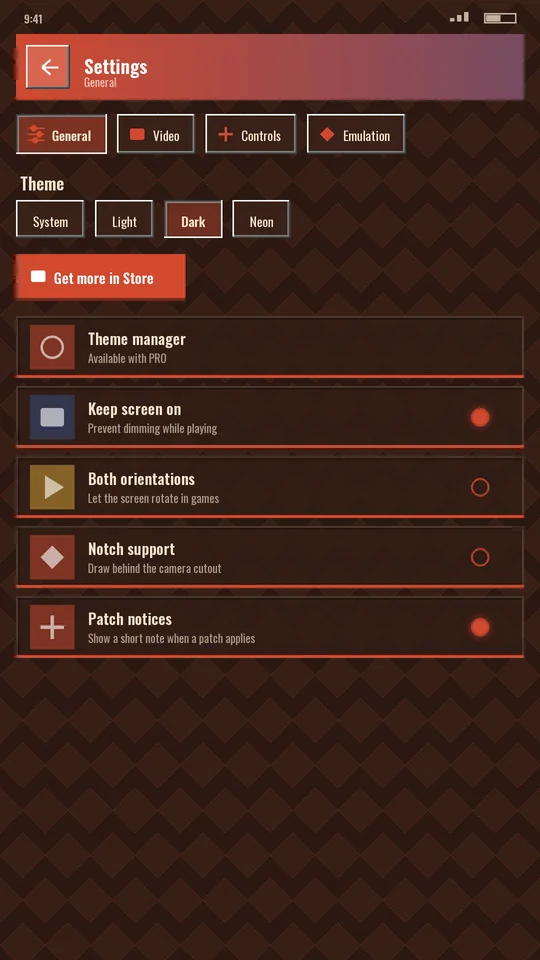 9:41
Settings
General
General
Video
Controls
Emulation
Theme
System
Light
Dark
Neon
Get more in Store
Theme manager
Available with PRO
Keep screen on
Prevent dimming while playing
Both orientations
Let the screen rotate in games
Notch support
Draw behind the camera cutout
Patch notices
Show a short note when a patch applies